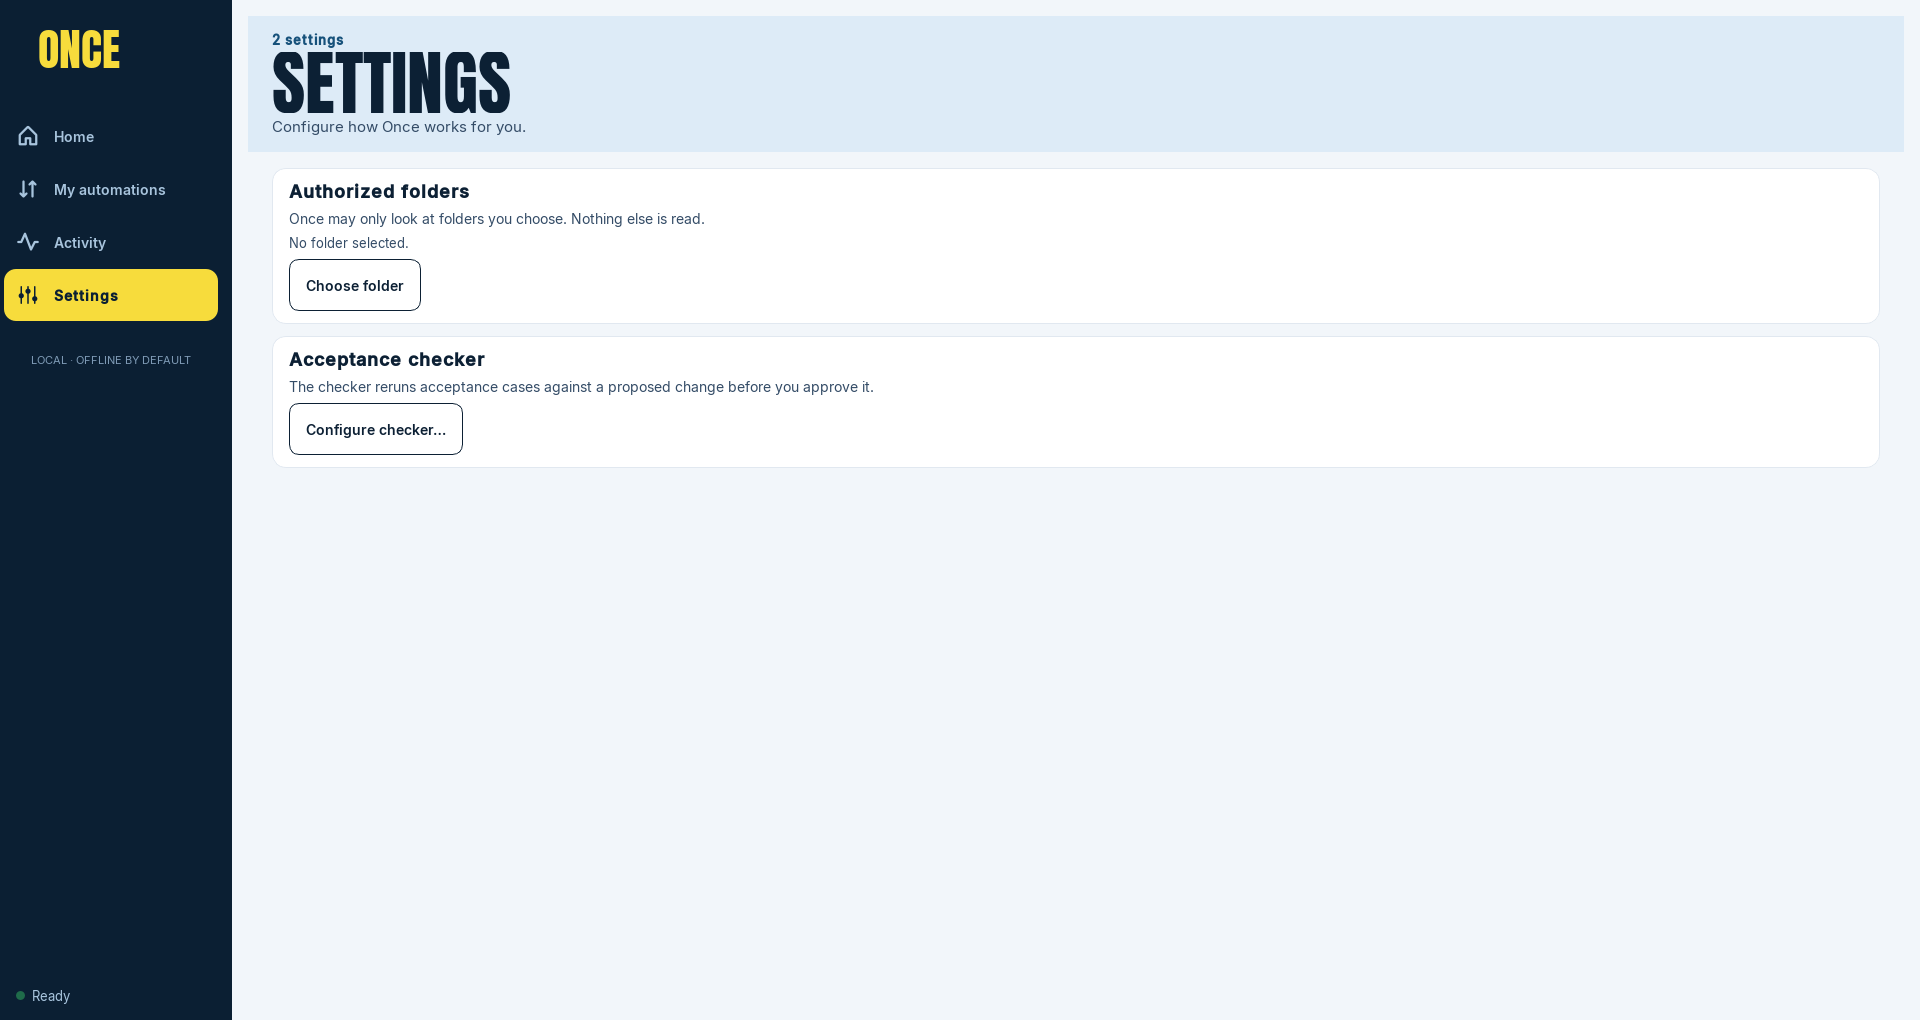 ONCE
Home
My automations
Activity
Settings
LOCAL · OFFLINE BY DEFAULT
Ready
2 settings
SETTINGS
Configure how Once works for you.
Authorized folders
Once may only look at folders you choose. Nothing else is read.
No folder selected.
Choose folder
Acceptance checker
The checker reruns acceptance cases against a proposed change before you approve it.
Configure checker...